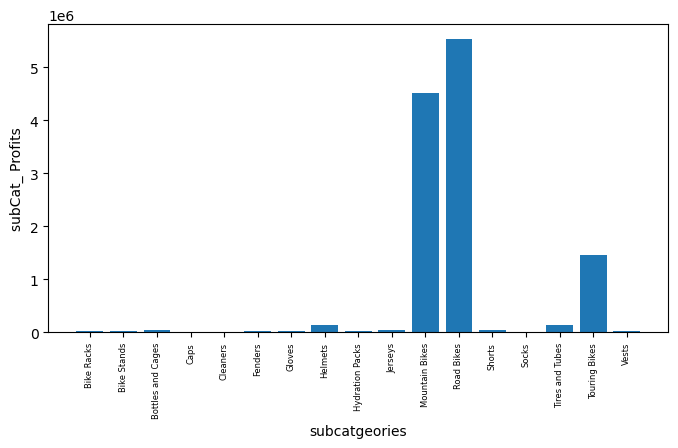 1e6
5
4
3
2
1
0
subCat_ Profits
Bike Racks
Bike Stands
Bottles and Cages
Caps
Cleaners
Fenders
Gloves
Helmets
Hydration Packs
Jerseys
Mountain Bikes
Road Bikes
Shorts
Socks
Tires and Tubes
Touring Bikes
Vests
subcatgeories